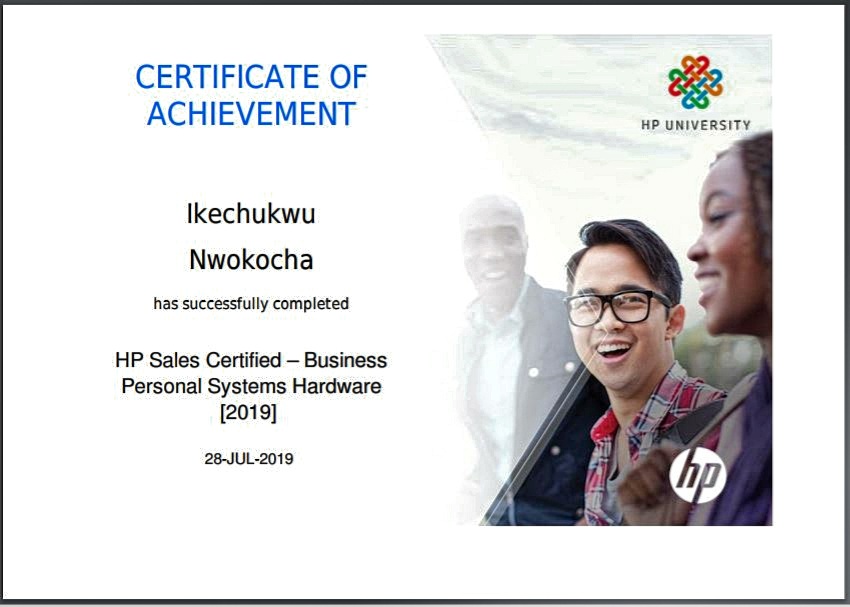 CERTIFICATE OF
ACHIEVEMENT
Ikechukwu
Nwokocha
has successfully completed
HP Sales Certified – Business
Personal Systems Hardware
[2019]
28-JUL-2019
HP UNIVERSITY
hp